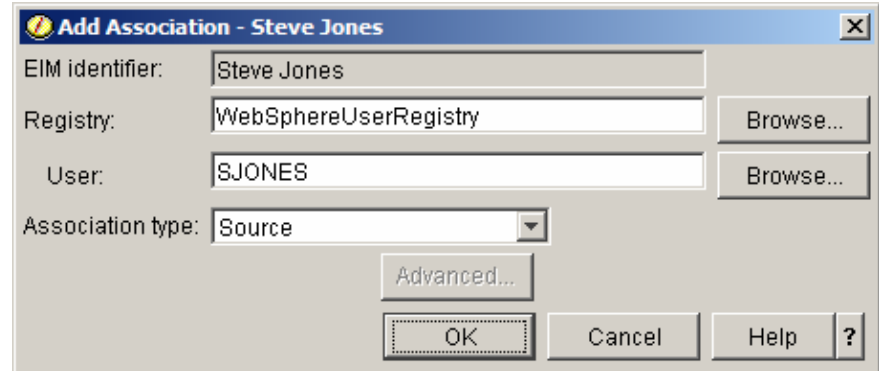 Add Association - Steve Jones
EIM identifier: Steve Jones
Registry: WebSphereUserRegistry Browse...
User: SJONES Browse...
Association type: Source
Advanced...
OK Cancel Help ?